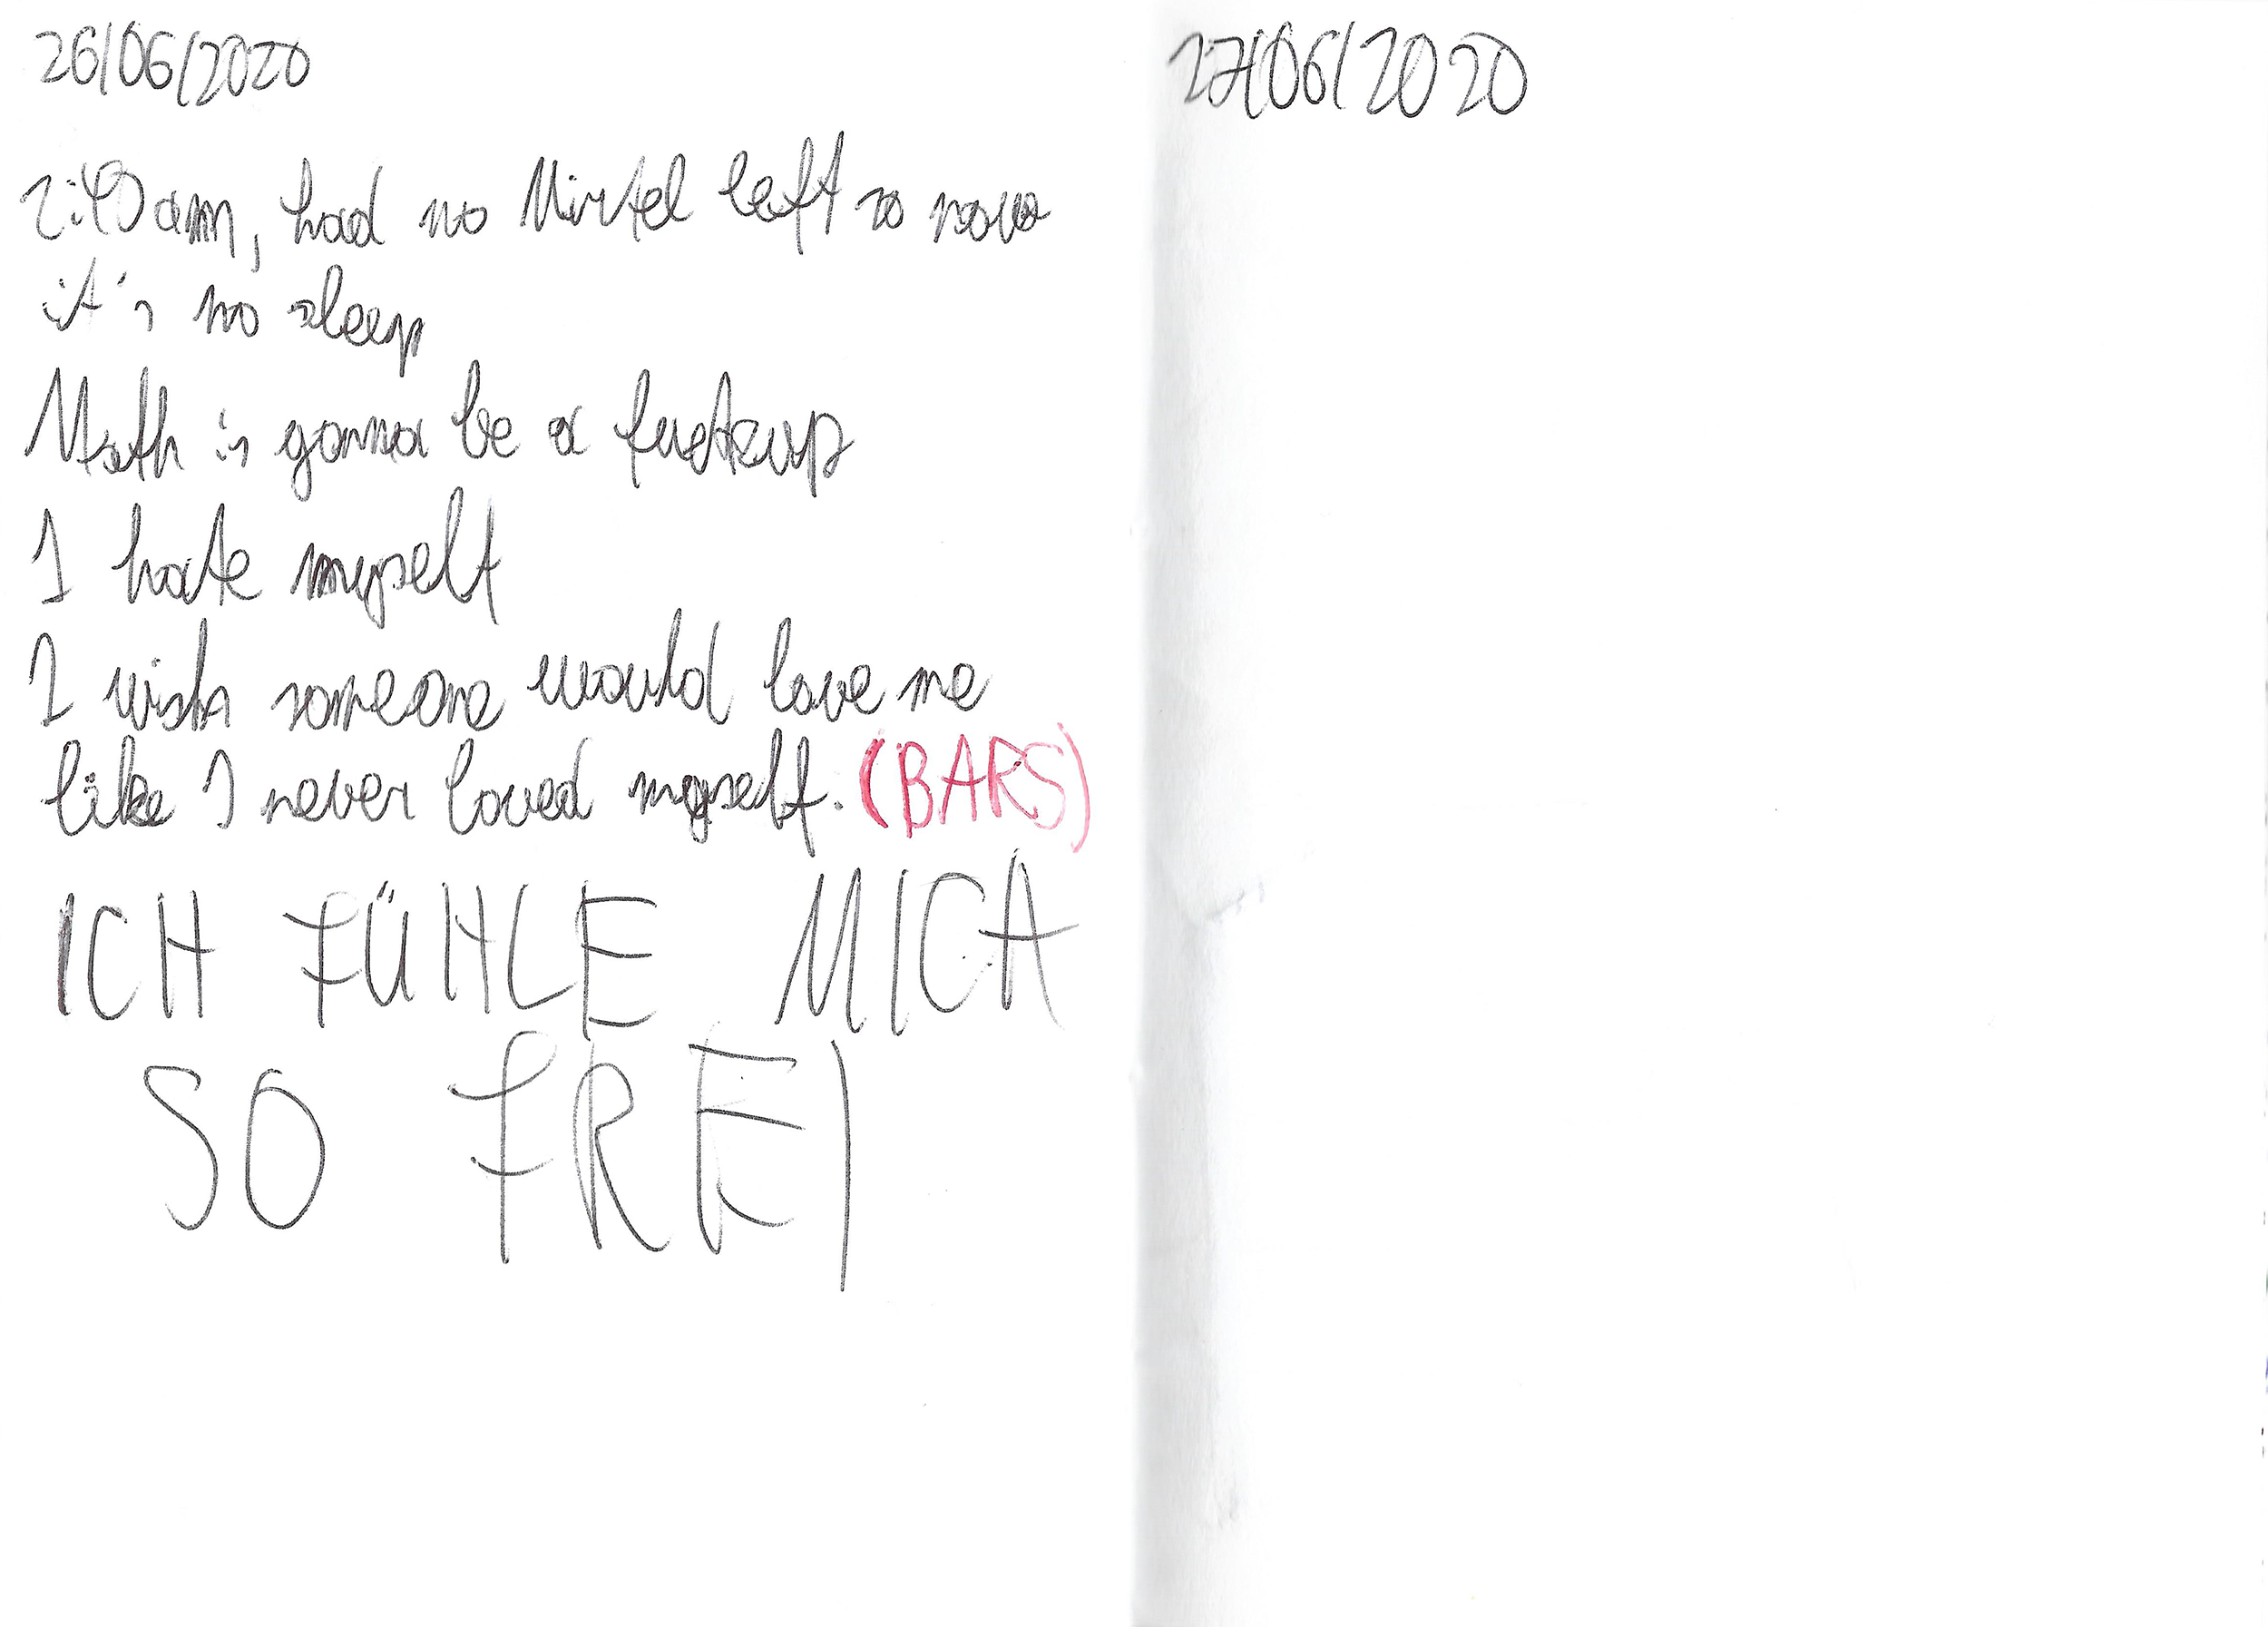 26/06/2020
2:40am, had no Mirtel left so now
it's no sleep
Math is gonna be a fuckup
I hate myself
I wish someone would love me
like I never loved myself. (BARS)
ICH FÜHLE MICH
SO FREI
27/06/2020